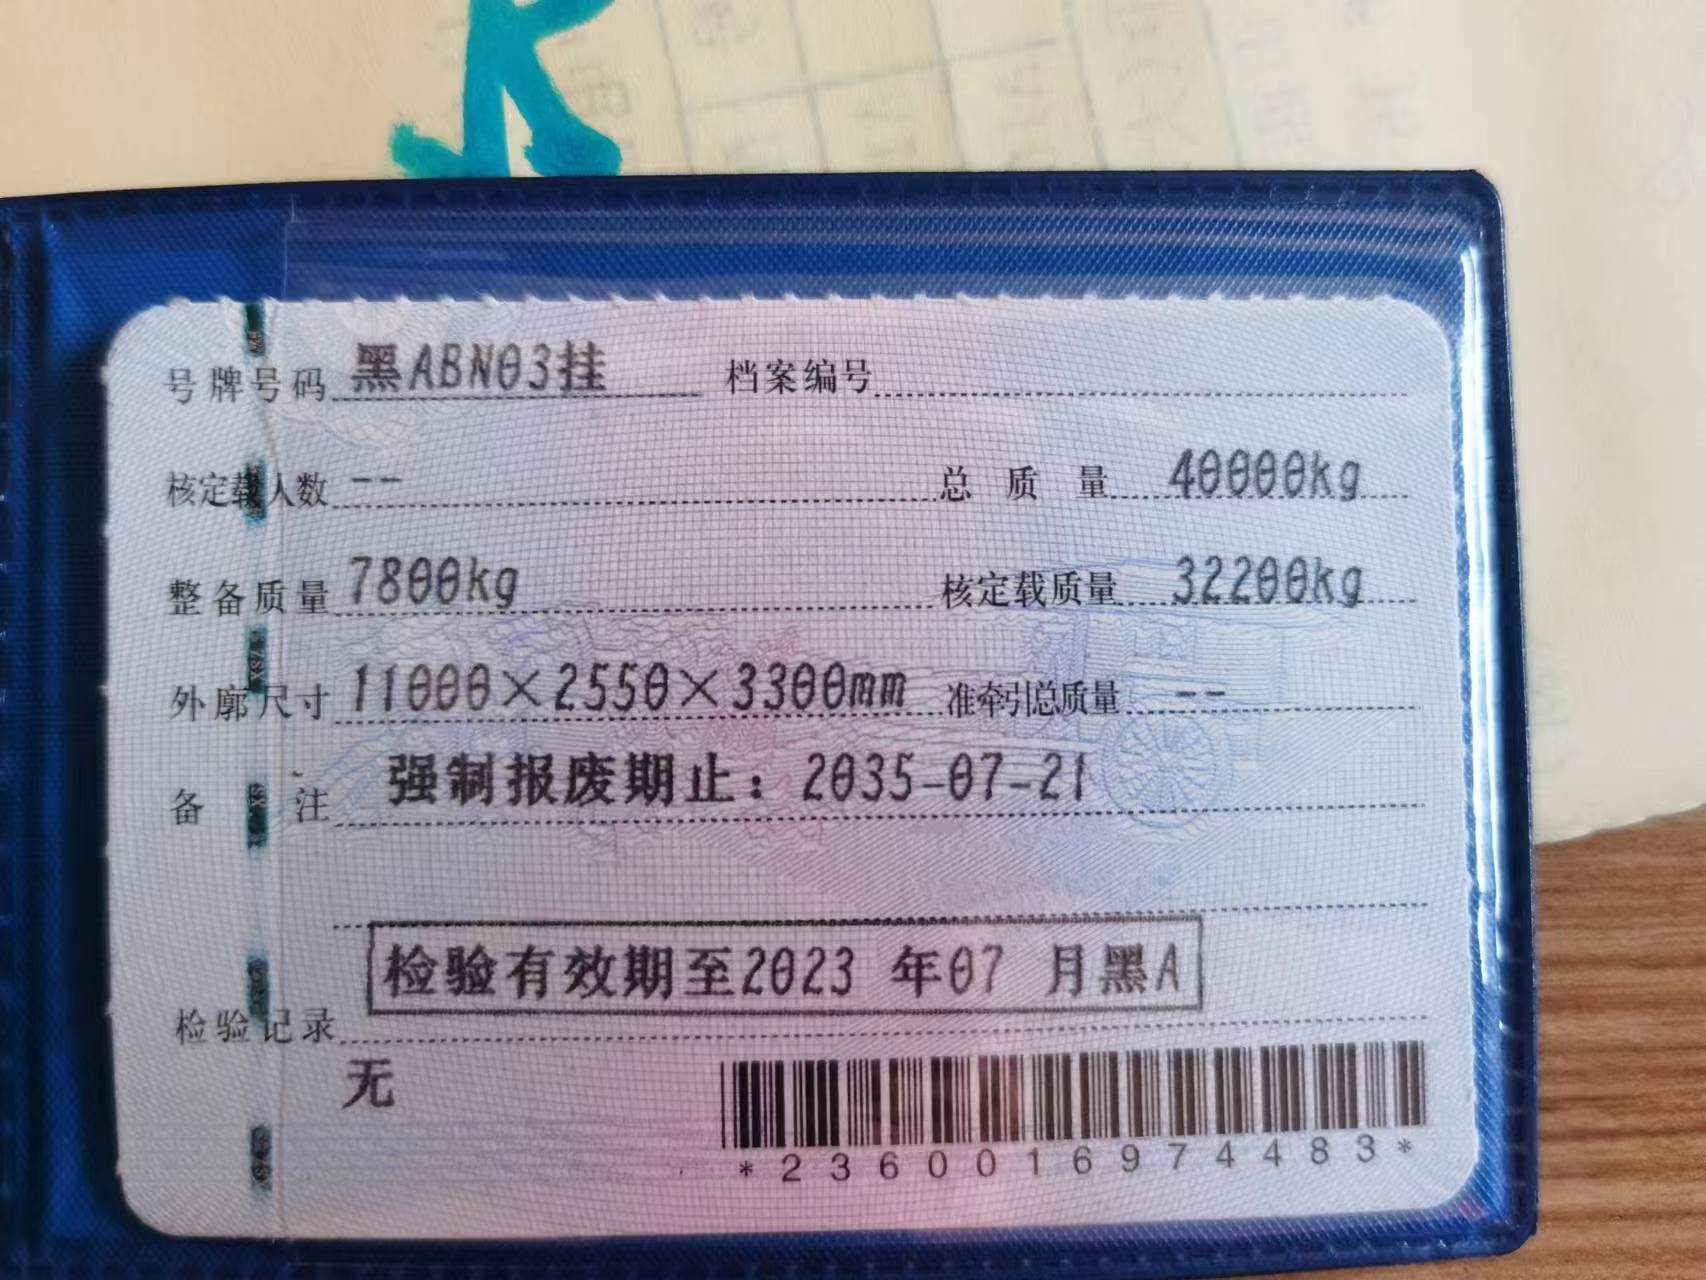 号牌号码 黑ABN03挂 档案编号
核定载人数 -- 总质量 40000kg
整备质量 7800kg 核定载质量 32200kg
外廓尺寸 11000×2550×3300mm 准牵引总质量 --
备注 强制报废期止：2035-07-21
检验有效期至2023 年07 月黑A
检验记录
无
*2360016974483*